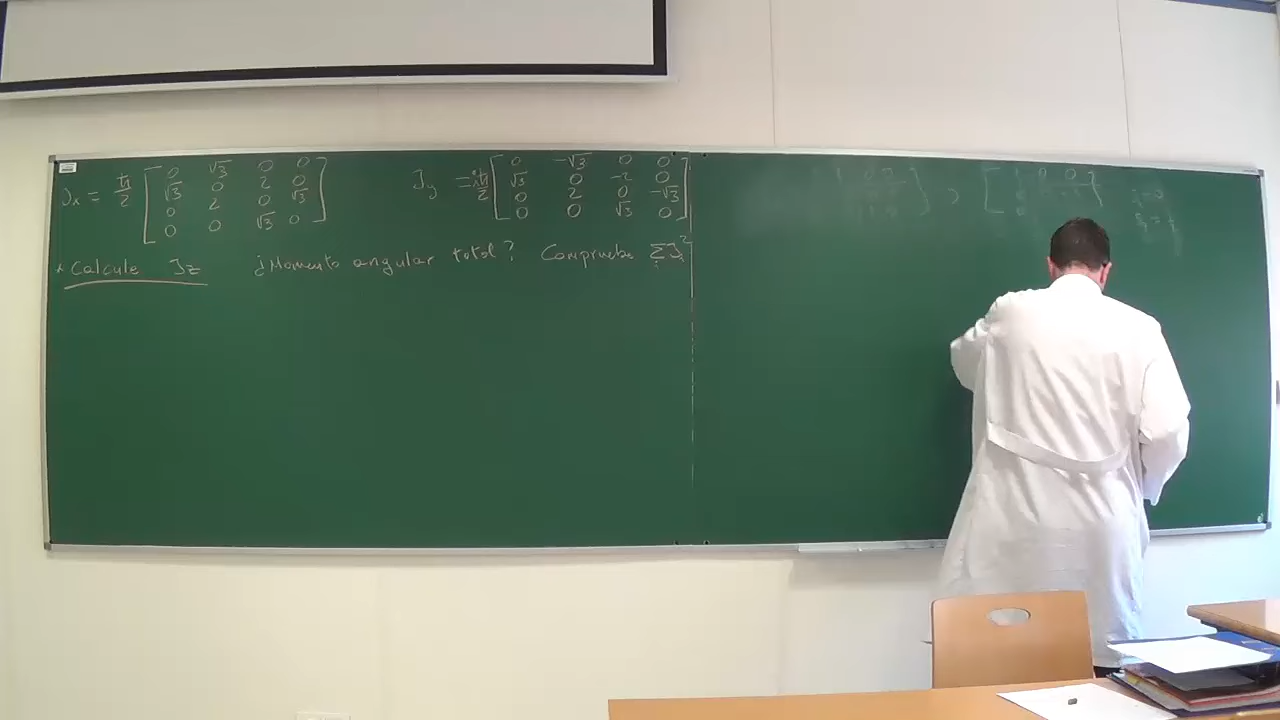 Jx = ħ/2 [ 0 √3 0 0
√3 0 2 0
0 2 0 √3
0 0 √3 0 ]
Jy = iħ/2 [ 0 -√3 0 0
√3 0 -2 0
0 2 0 -√3
0 0 √3 0 ]
* Calcule Jz ¿Momento angular total? Compruebe Σ Ji²